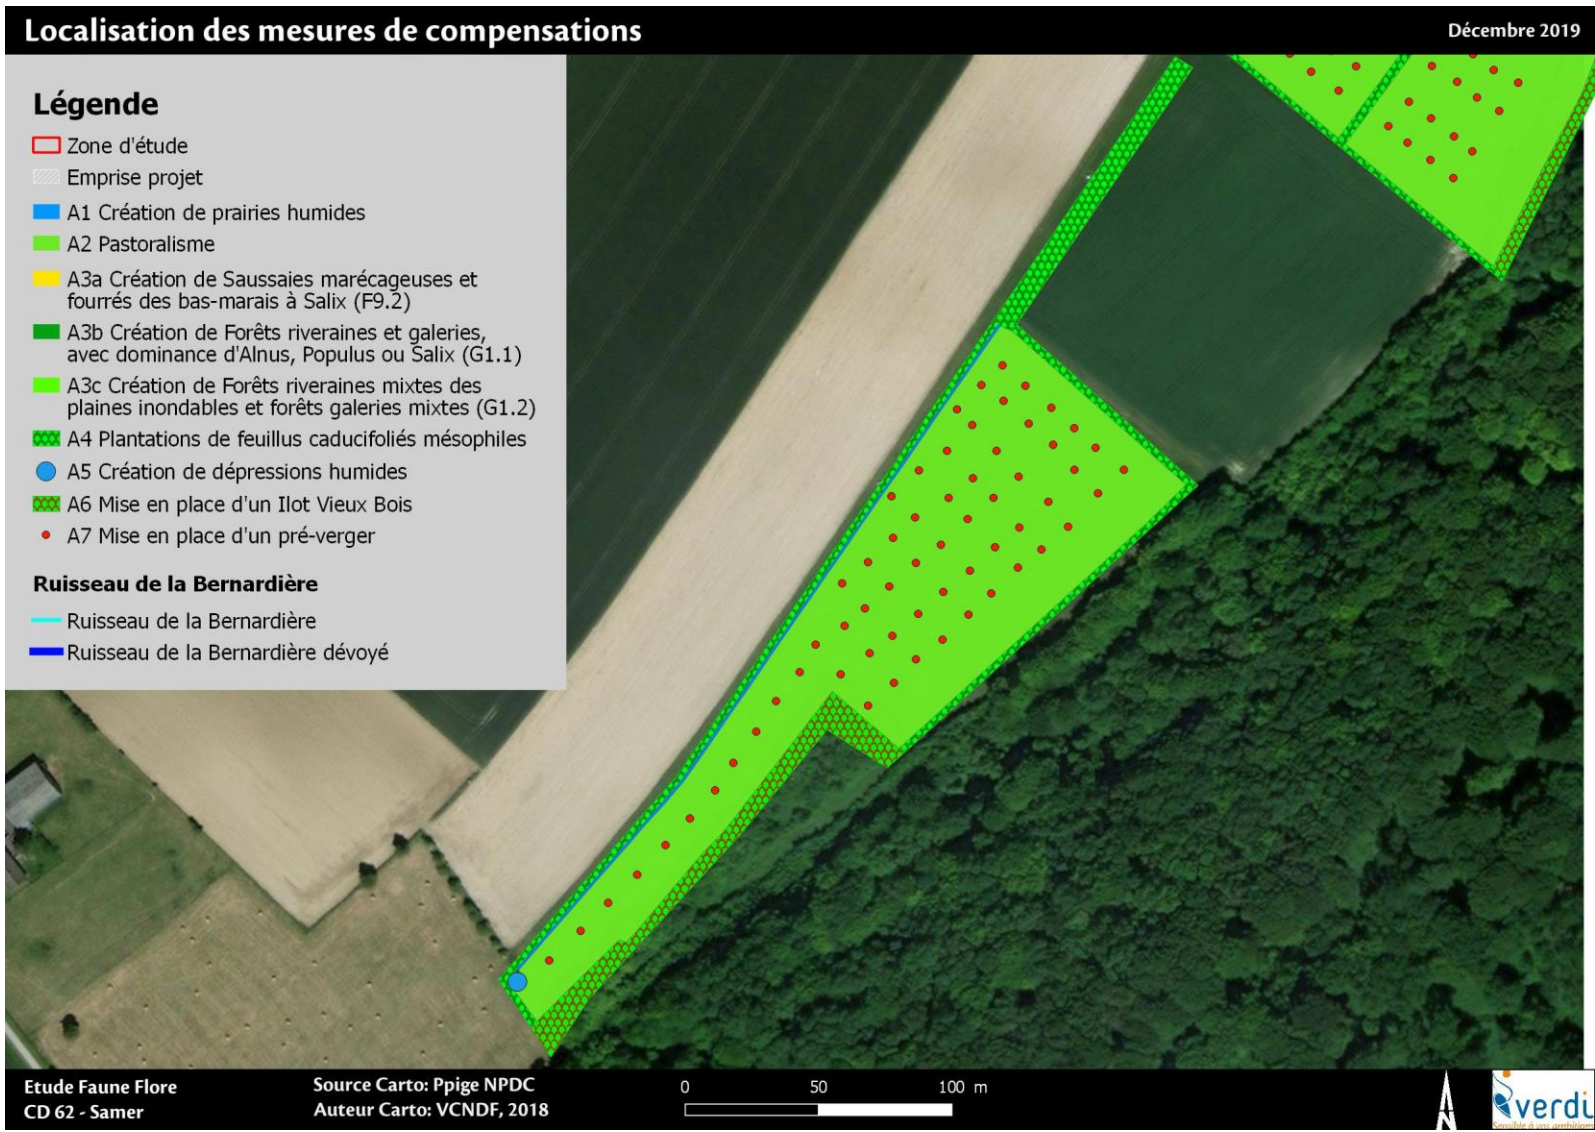 Localisation des mesures de compensations
Décembre 2019
Légende
Zone d'étude
Emprise projet
A1 Création de prairies humides
A2 Pastoralisme
A3a Création de Saussaies marécageuses et
fourrés des bas-marais à Salix (F9.2)
A3b Création de Forêts riveraines et galeries,
avec dominance d'Alnus, Populus ou Salix (G1.1)
A3c Création de Forêts riveraines mixtes des
plaines inondables et forêts galeries mixtes (G1.2)
A4 Plantations de feuillus caducifoliés mésophiles
A5 Création de dépressions humides
A6 Mise en place d'un Ilot Vieux Bois
A7 Mise en place d'un pré-verger
Ruisseau de la Bernardière
Ruisseau de la Bernardière
Ruisseau de la Bernardière dévoyé
Etude Faune Flore
CD 62 - Samer
Source Carto: Ppige NPDC
Auteur Carto: VCNDF, 2018
0 50 100 m
N
verdi
Sensible à vos ambitions